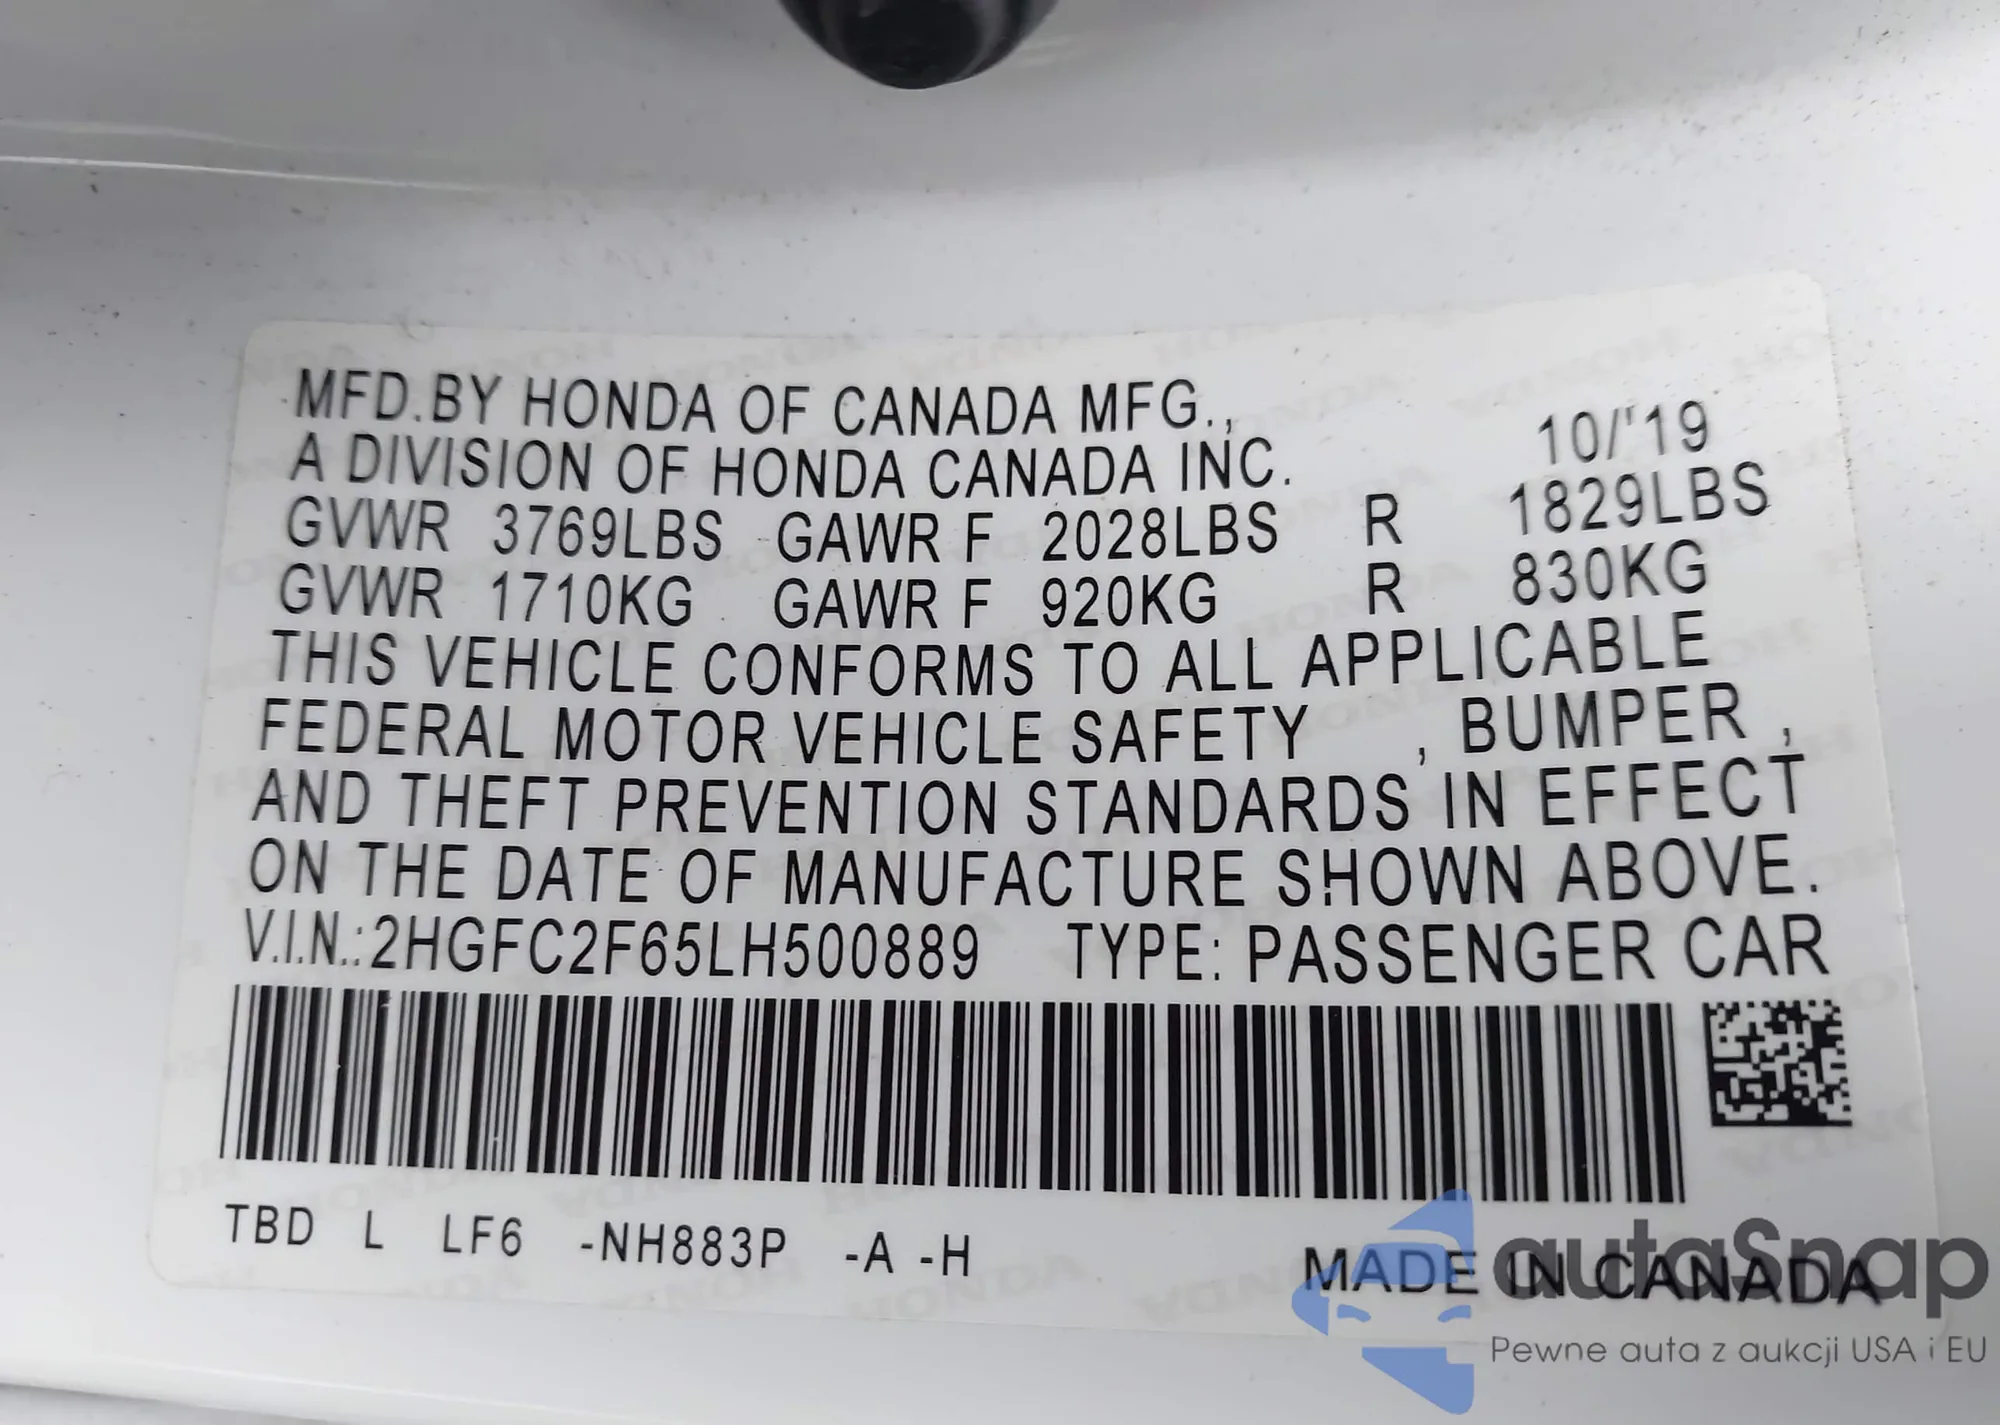 MFD.BY HONDA OF CANADA MFG.,
A DIVISION OF HONDA CANADA INC. 10/'19
GVWR 3769LBS GAWR F 2028LBS R 1829LBS
GVWR 1710KG GAWR F 920KG R 830KG
THIS VEHICLE CONFORMS TO ALL APPLICABLE
FEDERAL MOTOR VEHICLE SAFETY , BUMPER ,
AND THEFT PREVENTION STANDARDS IN EFFECT
ON THE DATE OF MANUFACTURE SHOWN ABOVE.
V.I.N.:2HGFC2F65LH500889 TYPE: PASSENGER CAR
TBD L LF6 -NH883P -A -H
MADE IN CANADA
autoSnap
Pewne auta z aukcji USA i EU